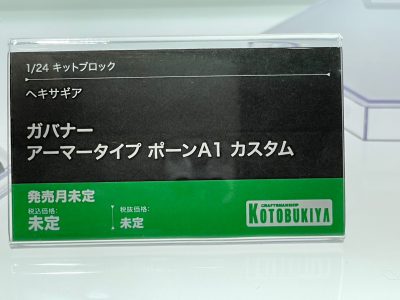 1/24 キットブロック
ヘキサギア
ガバナー
アーマータイプ ポーンA1 カスタム
発売月未定
税込価格:
未定
税抜価格:
未定
CRAFTSMANSHIP
KOTOBUKIYA